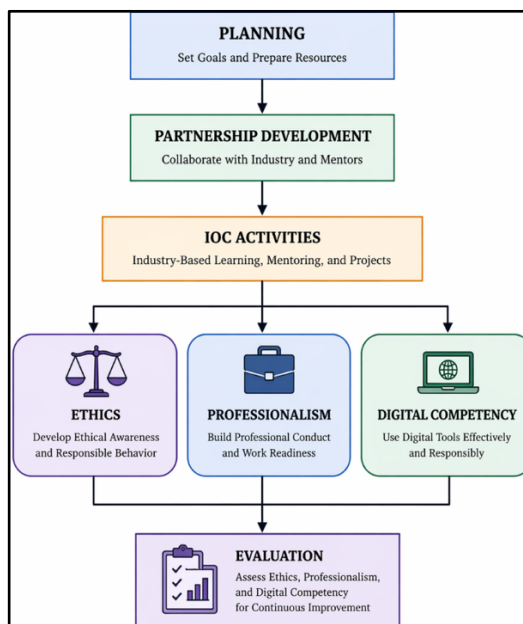 PLANNING
Set Goals and Prepare Resources
PARTNERSHIP DEVELOPMENT
Collaborate with Industry and Mentors
IOC ACTIVITIES
Industry-Based Learning, Mentoring, and Projects
ETHICS
Develop Ethical Awareness
and Responsible Behavior
PROFESSIONALISM
Build Professional Conduct
and Work Readiness
DIGITAL COMPETENCY
Use Digital Tools Effectively
and Responsibly
EVALUATION
Assess Ethics, Professionalism,
and Digital Competency
for Continuous Improvement